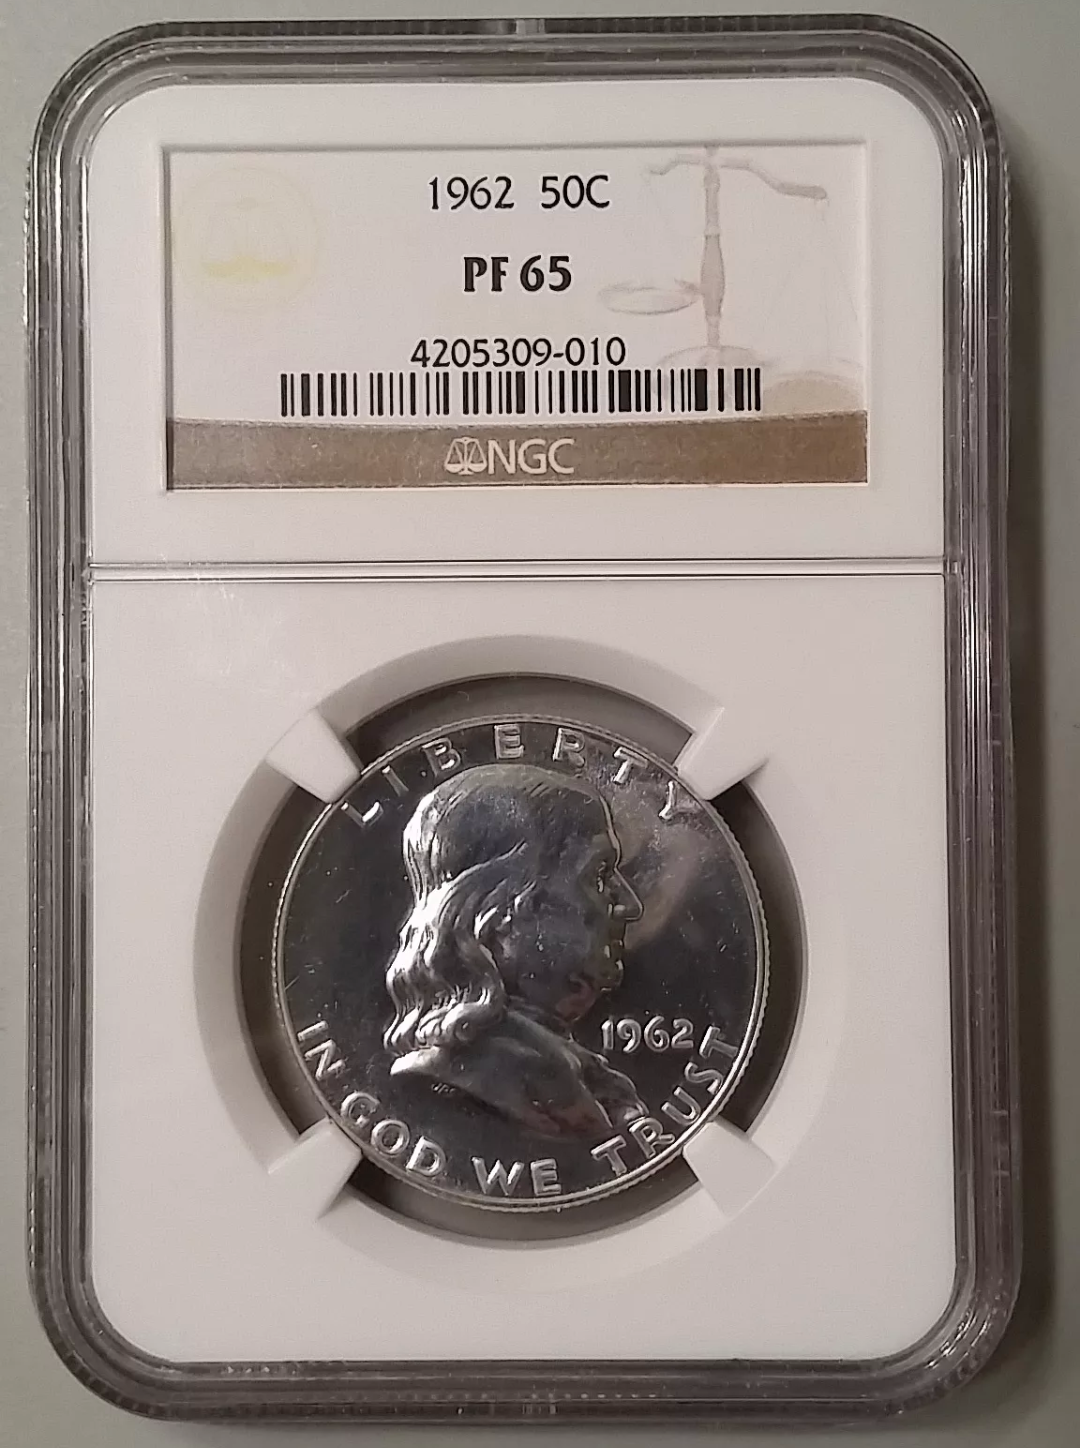 1962 50C
PF 65
4205309-010
NGC
LIBERTY
1962
IN GOD WE TRUST